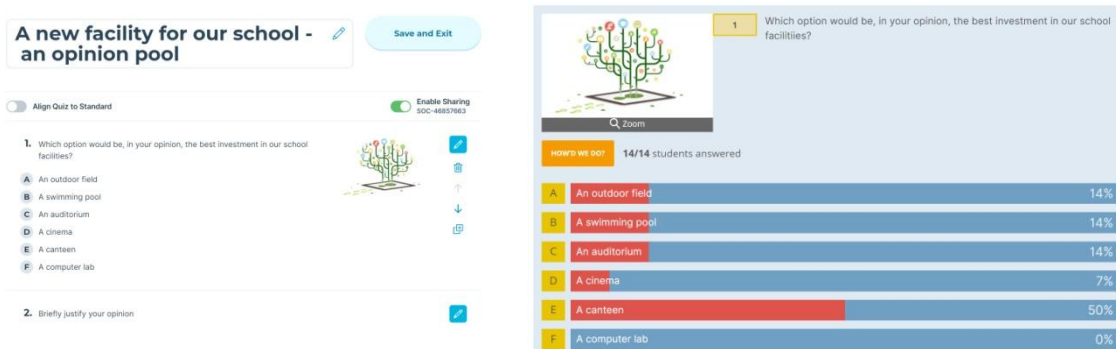 A new facility for our school -
an opinion pool
Save and Exit
Align Quiz to Standard
Enable Sharing
SOC-46857663
1. Which option would be, in your opinion, the best investment in our school
facilities?
A An outdoor field
B A swimming pool
C An auditorium
D A cinema
E A canteen
F A computer lab
2. Briefly justify your opinion
1 Which option would be, in your opinion, the best investment in our school
facilitiies?
Zoom
HOW'D WE DO? 14/14 students answered
A An outdoor field 14%
B A swimming pool 14%
C An auditorium 14%
D A cinema 7%
E A canteen 50%
F A computer lab 0%